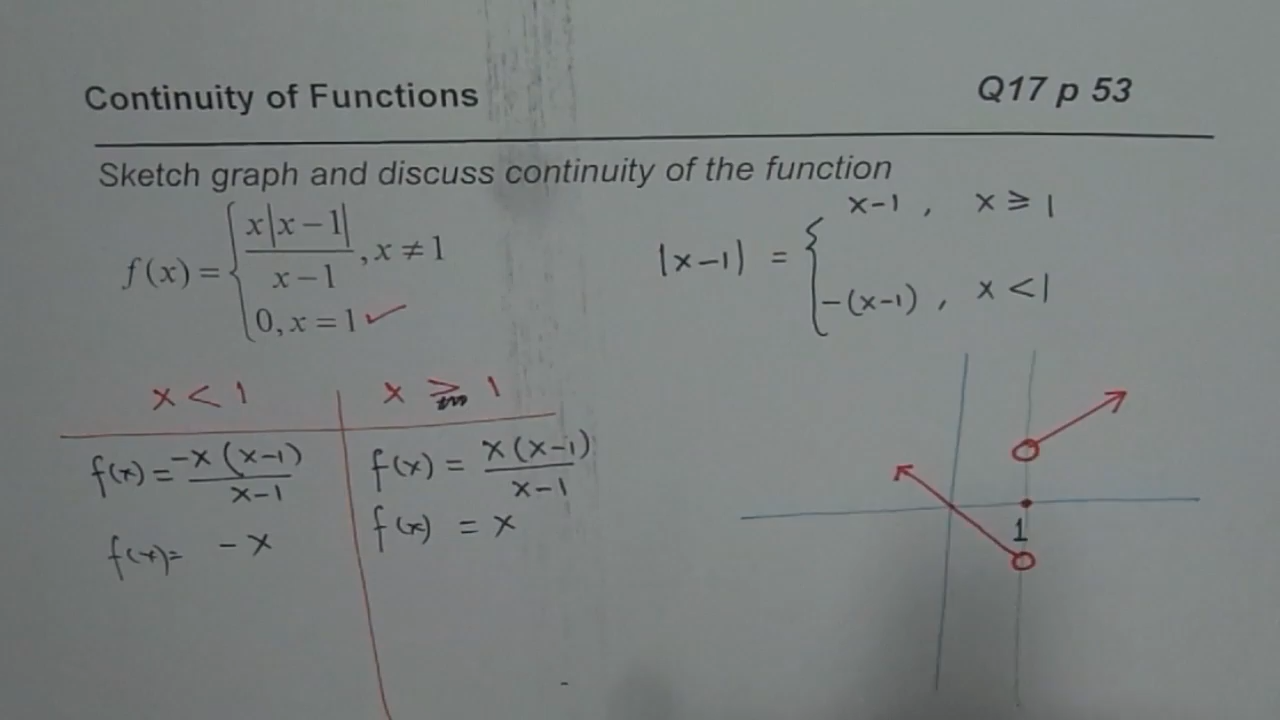 Continuity of Functions
Q17 p 53
Sketch graph and discuss continuity of the function
f(x) = { x|x − 1| / x − 1 , x ≠ 1
0, x = 1 ✓
|x-1| = { x-1 , x ≥ 1
-(x-1) , x < 1
x < 1
f(x) = -x (x-1) / x-1
f(x) = - x
x ≥ 1
f(x) = x (x-1) / x-1
f(x) = x
1